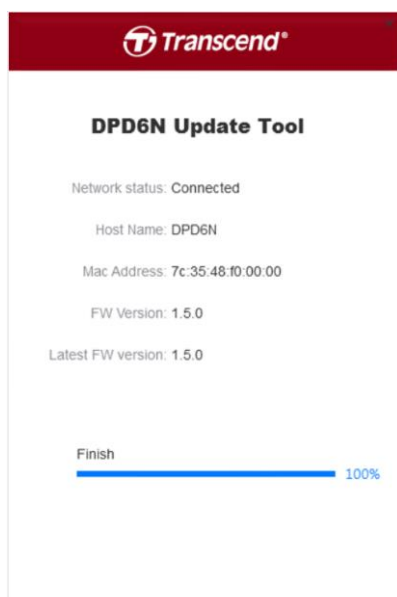 Transcend®
DPD6N Update Tool
Network status: Connected
Host Name: DPD6N
Mac Address: 7c:35:48:f0:00:00
FW Version: 1.5.0
Latest FW version: 1.5.0
Finish
100%